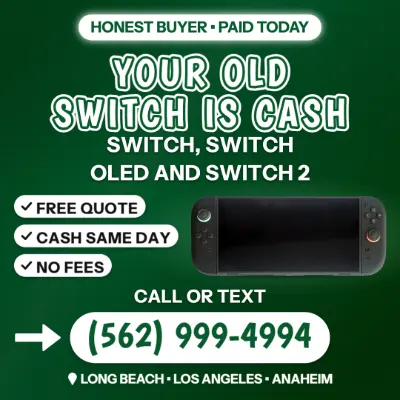 HONEST BUYER • PAID TODAY
YOUR OLD
SWITCH IS CASH
SWITCH, SWITCH
OLED AND SWITCH 2
FREE QUOTE
CASH SAME DAY
NO FEES
CALL OR TEXT
(562) 999-4994
LONG BEACH • LOS ANGELES • ANAHEIM